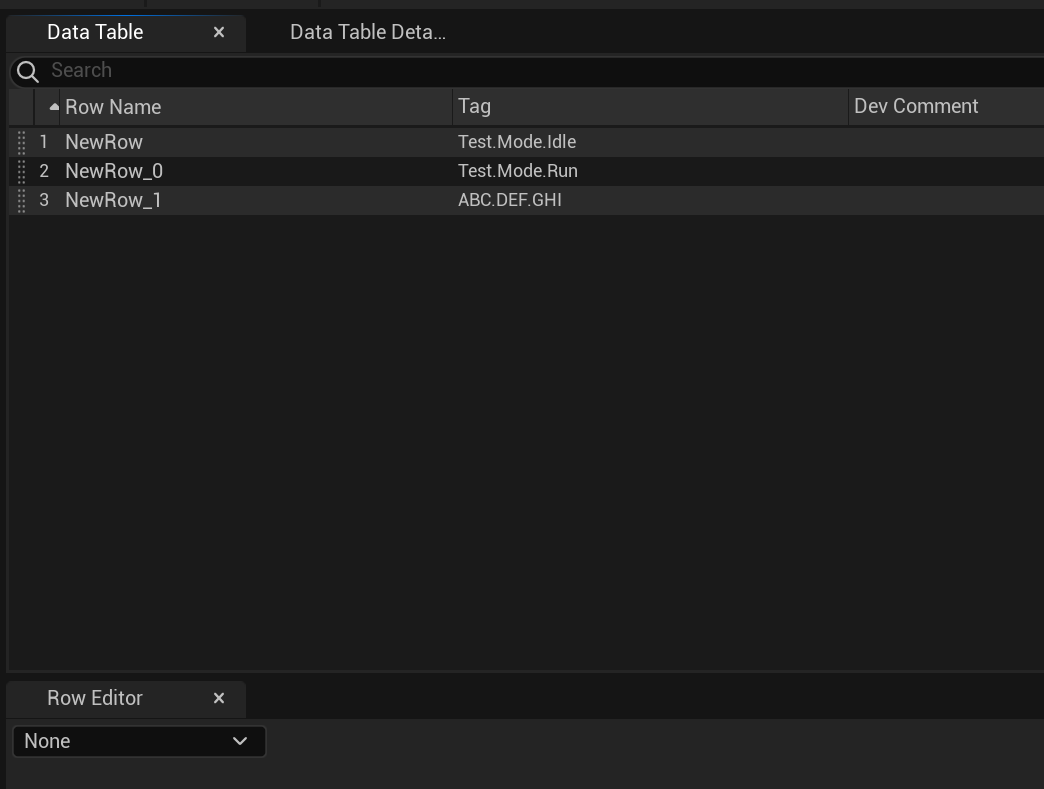 Data Table Data Table Deta...
Search
Row Name Tag Dev Comment
1 NewRow Test.Mode.Idle
2 NewRow_0 Test.Mode.Run
3 NewRow_1 ABC.DEF.GHI
Row Editor
None